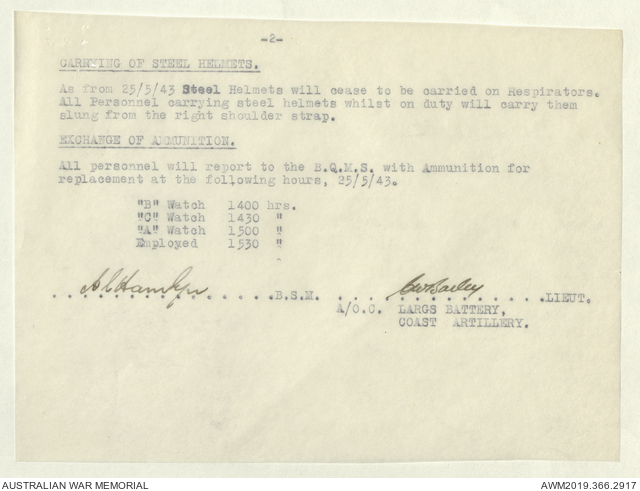 -2-
CARRYING OF STEEL HELMETS.
As from 25/5/43 Steel Helmets will cease to be carried on Respirators.
All Personnel carrying steel helmets whilst on duty will carry them
slung from the right shoulder strap.
EXCHANGE OF AMMUNITION.
All personnel will report to the B.Q.M.S. with Ammunition for
replacement at the following hours, 25/5/43.
"B" Watch 1400 hrs.
"C" Watch 1430 "
"A" Watch 1500 "
Employed 1530 "
. . . . . . . . . . . . . . . B.S.M. . . . . . . . . . . . . . . . LIEUT.
A/O.C. LARGS BATTERY,
COAST ARTILLERY.
AUSTRALIAN WAR MEMORIAL AWM2019.366.2917